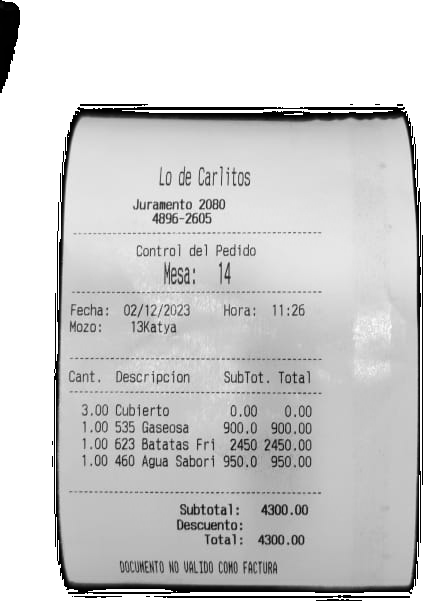 Lo de Carlitos
Juramento 2080
4896-2605
Control del Pedido
Mesa: 14
Fecha: 02/12/2023 Hora: 11:26
Mozo: 13Katya
Cant. Descripcion SubTot. Total
3.00 Cubierto 0.00 0.00
1.00 535 Gaseosa 900.0 900.00
1.00 623 Batatas Fri 2450 2450.00
1.00 460 Agua Sabori 950.0 950.00
Subtotal: 4300.00
Descuento:
Total: 4300.00
DOCUMENTO NO VALIDO COMO FACTURA